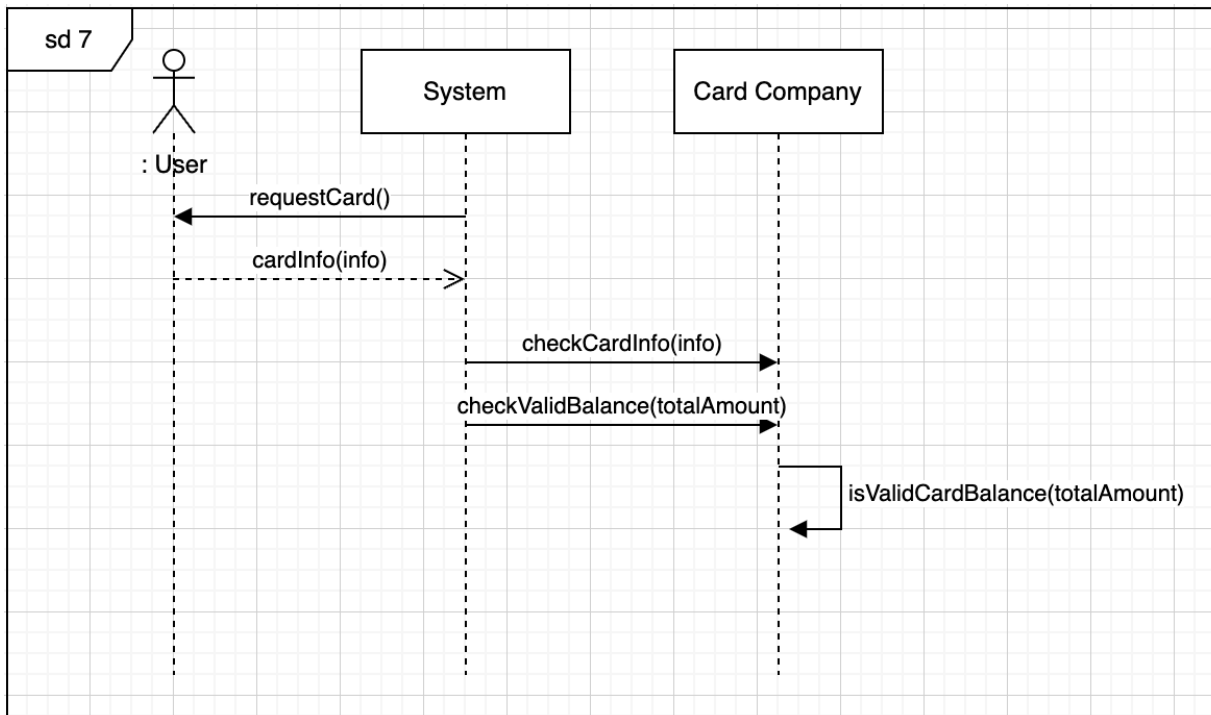 sd 7
System
Card Company
: User
requestCard()
cardInfo(info)
checkCardInfo(info)
checkValidBalance(totalAmount)
isValidCardBalance(totalAmount)